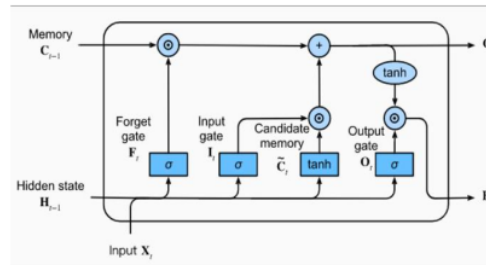 Memory
C_{t-1}
+
tanh
Forget
gate
F_t
Input
gate
I_t
Candidate
memory
C̃_t
Output
gate
O_t
σ
σ
tanh
σ
Hidden state
H_{t-1}
Input X_t